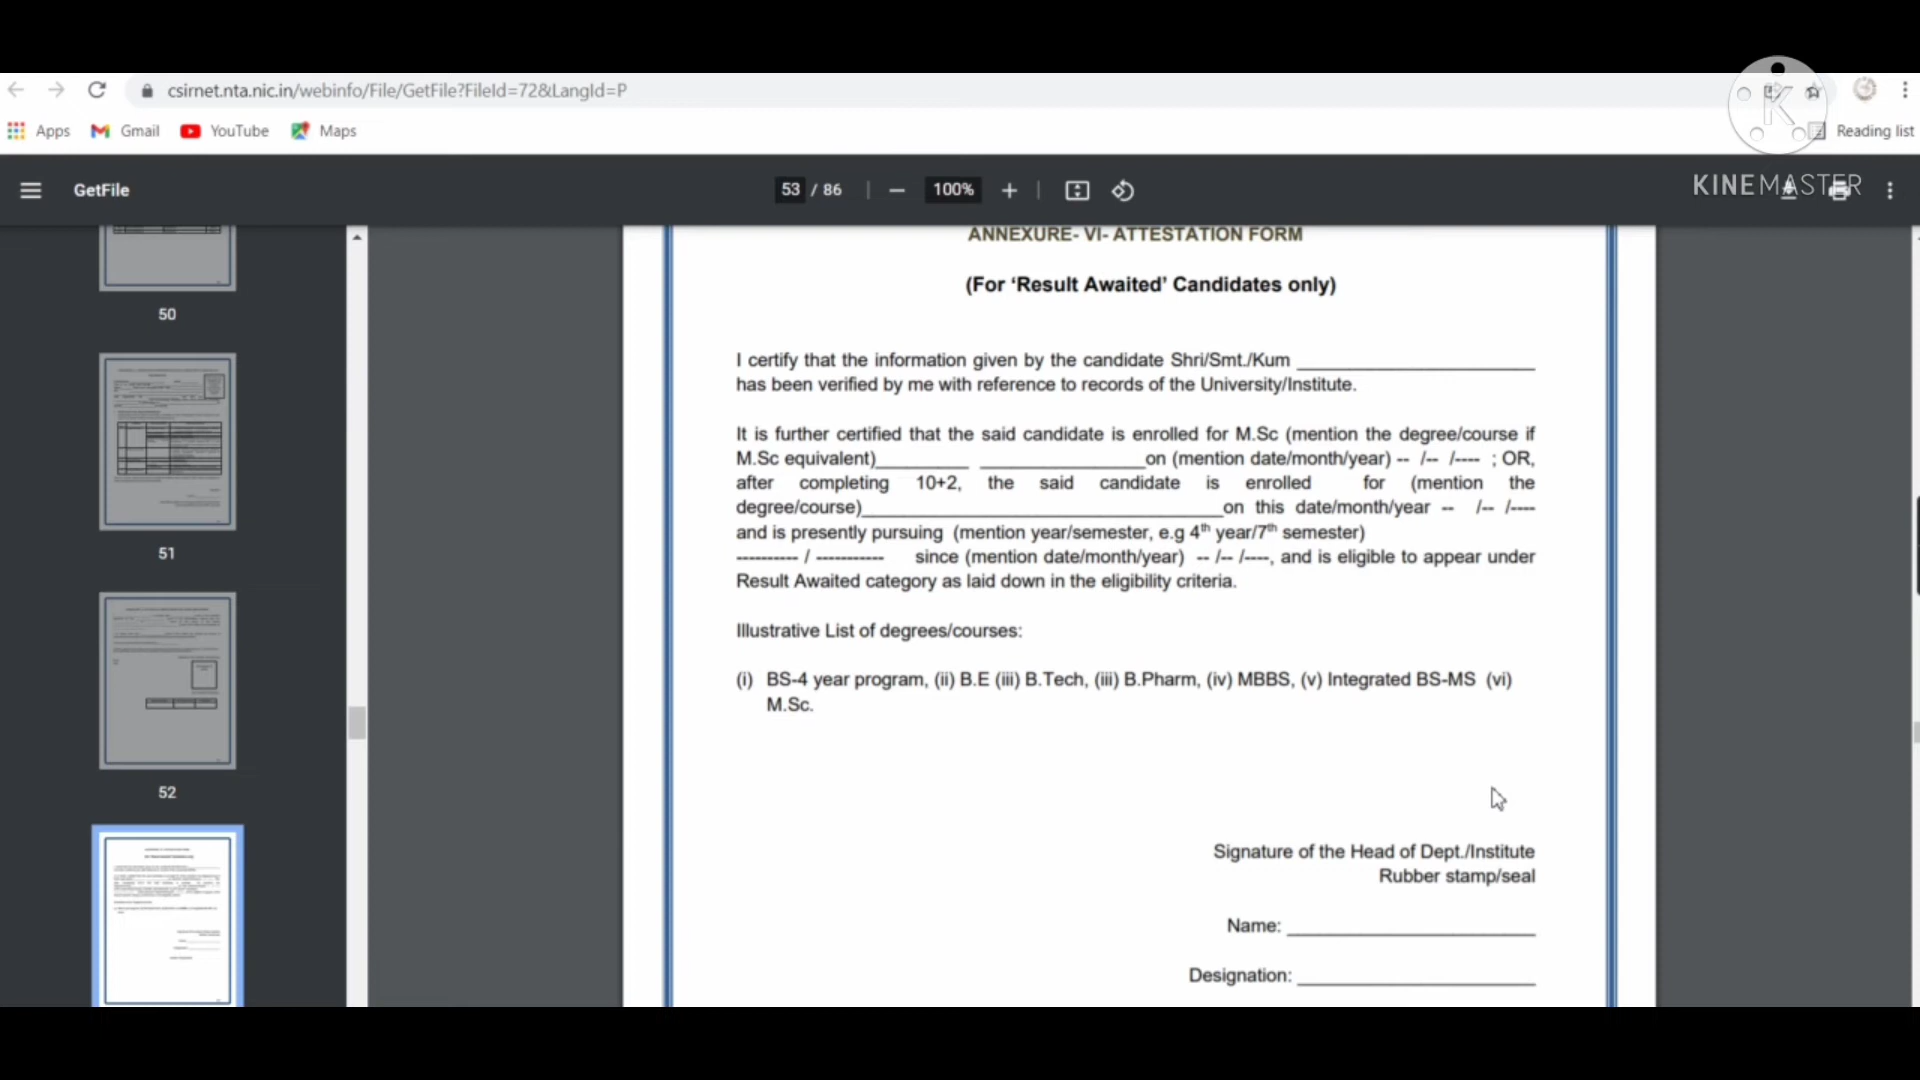 csirnet.nta.nic.in/webinfo/File/GetFile?FileId=72&LangId=P
Apps Gmail YouTube Maps Reading list
GetFile 53 / 86 100% KINEMASTER
K
50
51
52
ANNEXURE- VI- ATTESTATION FORM
(For ‘Result Awaited’ Candidates only)
I certify that the information given by the candidate Shri/Smt./Kum ________________________
has been verified by me with reference to records of the University/Institute.
It is further certified that the said candidate is enrolled for M.Sc (mention the degree/course if
M.Sc equivalent)_________ ________________on (mention date/month/year) -- /-- /---- ; OR,
after completing 10+2, the said candidate is enrolled for (mention the
degree/course)____________________________________on this date/month/year -- /-- /----
and is presently pursuing (mention year/semester, e.g 4th year/7th semester)
---------- / ----------- since (mention date/month/year) -- /-- /----, and is eligible to appear under
Result Awaited category as laid down in the eligibility criteria.
Illustrative List of degrees/courses:
(i) BS-4 year program, (ii) B.E (iii) B.Tech, (iii) B.Pharm, (iv) MBBS, (v) Integrated BS-MS (vi)
M.Sc.
Signature of the Head of Dept./Institute
Rubber stamp/seal
Name: _________________________
Designation: ________________________